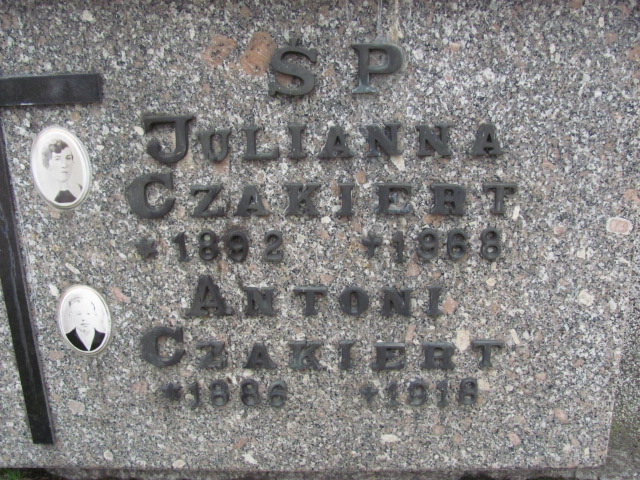 SP
JULIANNA
CZAKIERT
*1892 +1968
ANTONI
CZAKIERT
*1886 +1918